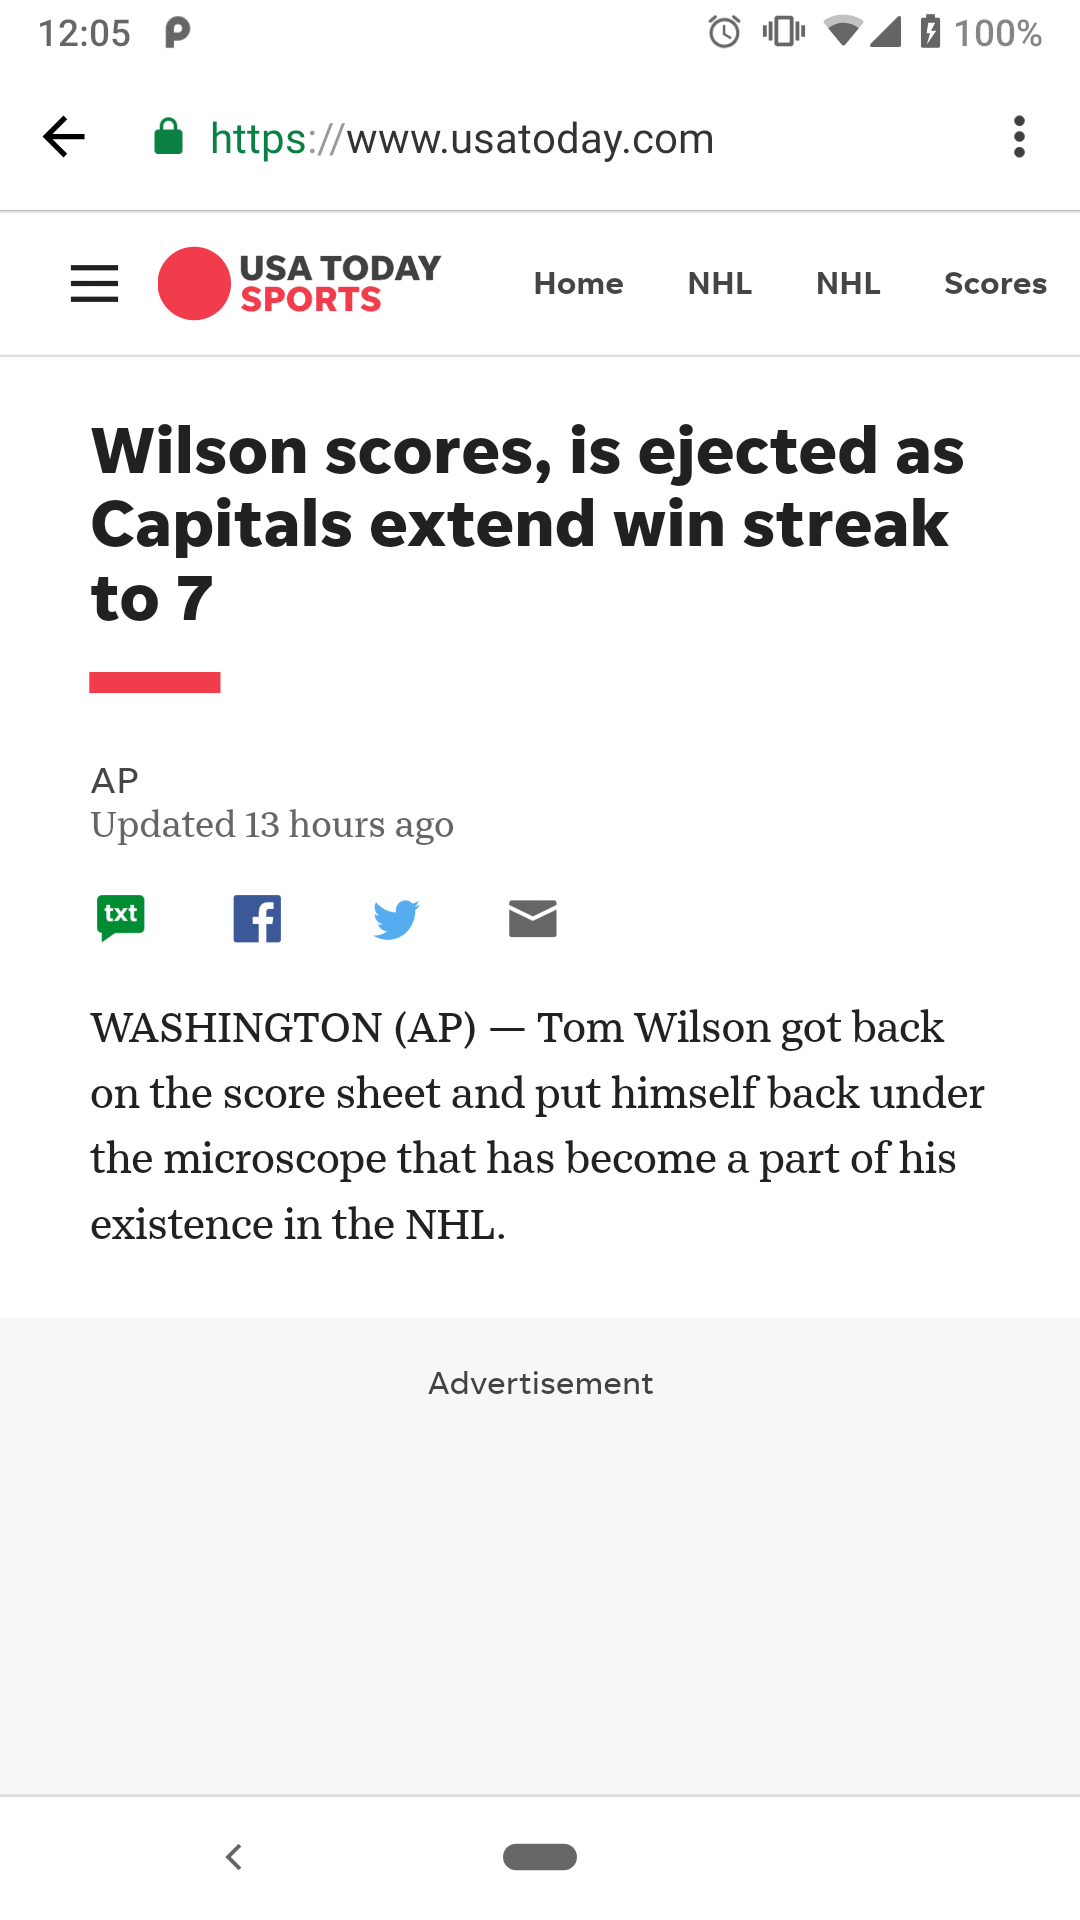 12:05
100%
https://www.usatoday.com
USA TODAY
SPORTS
Home NHL NHL Scores
Wilson scores, is ejected as
Capitals extend win streak
to 7
AP
Updated 13 hours ago
txt
WASHINGTON (AP) — Tom Wilson got back
on the score sheet and put himself back under
the microscope that has become a part of his
existence in the NHL.
Advertisement